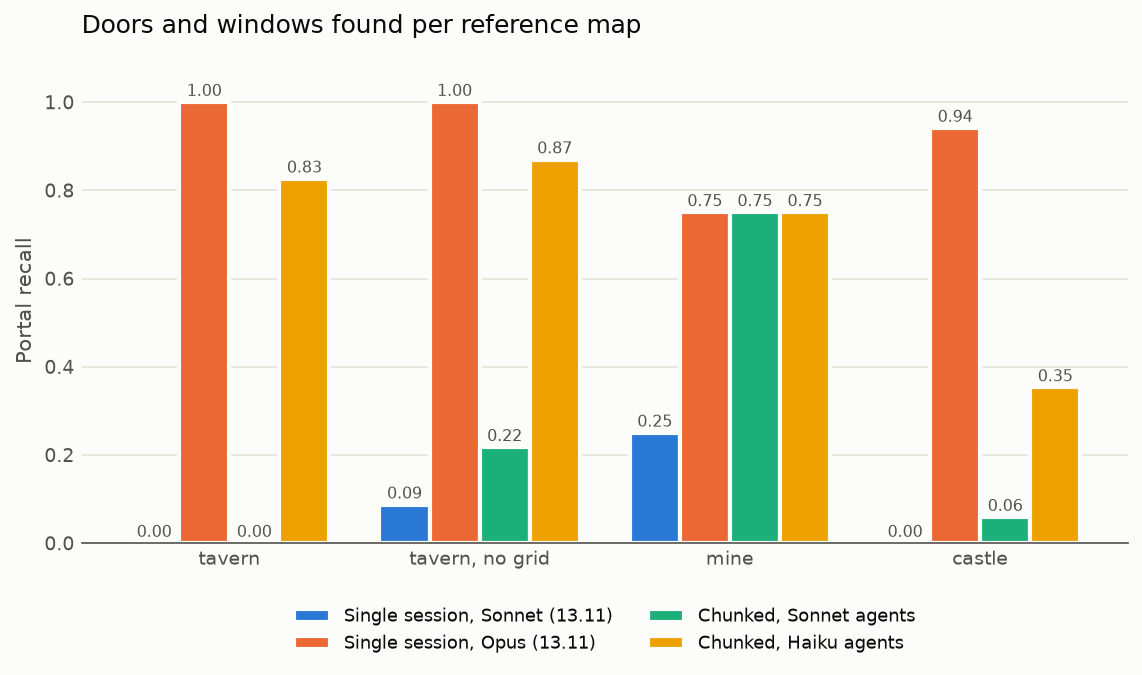 Doors and windows found per reference map
Portal recall
1.0
0.8
0.6
0.4
0.2
0.0
0.00
1.00
0.00
0.83
0.09
1.00
0.22
0.87
0.25
0.75
0.75
0.75
0.00
0.94
0.06
0.35
tavern
tavern, no grid
mine
castle
Single session, Sonnet (13.11)
Single session, Opus (13.11)
Chunked, Sonnet agents
Chunked, Haiku agents